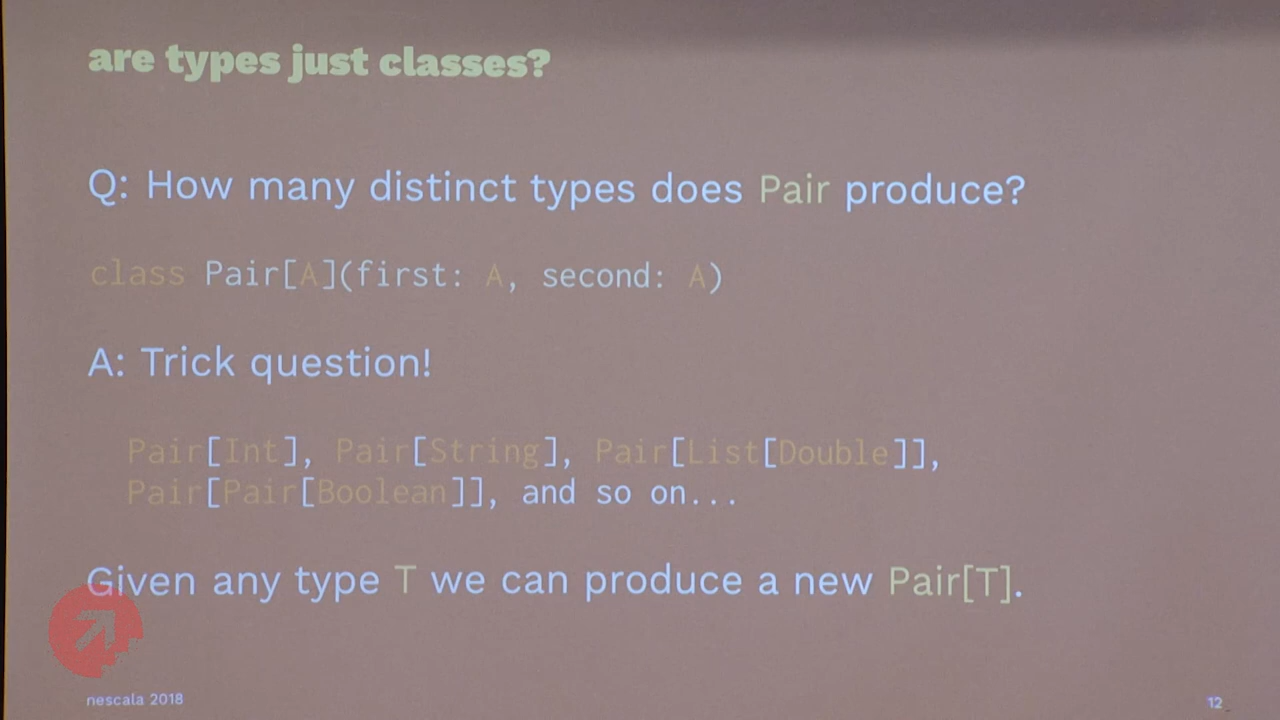 are types just classes?
Q: How many distinct types does Pair produce?
class Pair[A](first: A, second: A)
A: Trick question!
Pair[Int], Pair[String], Pair[List[Double]],
Pair[Pair[Boolean]], and so on...
Given any type T we can produce a new Pair[T].
nescala 2018
12